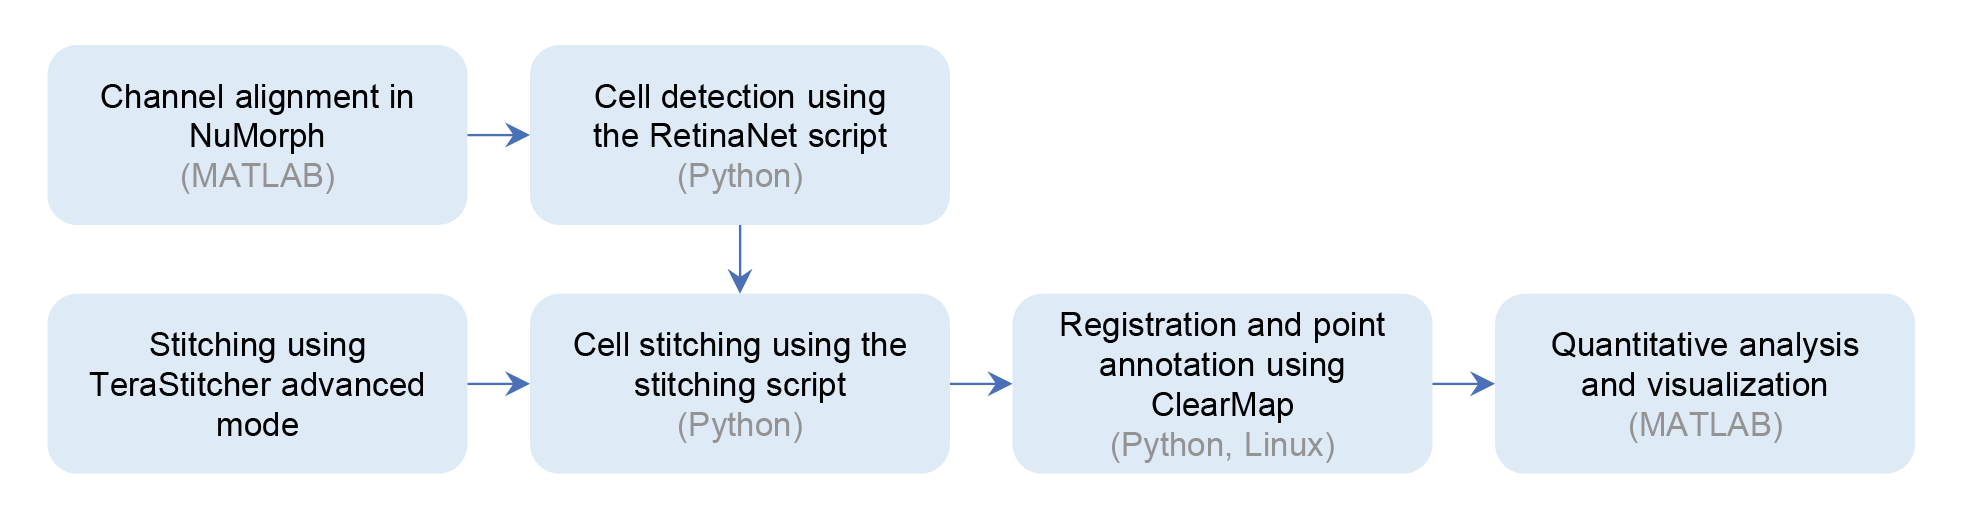 Channel alignment in
NuMorph
(MATLAB)
Cell detection using
the RetinaNet script
(Python)
Stitching using
TeraStitcher advanced
mode
Cell stitching using the
stitching script
(Python)
Registration and point
annotation using
ClearMap
(Python, Linux)
Quantitative analysis
and visualization
(MATLAB)